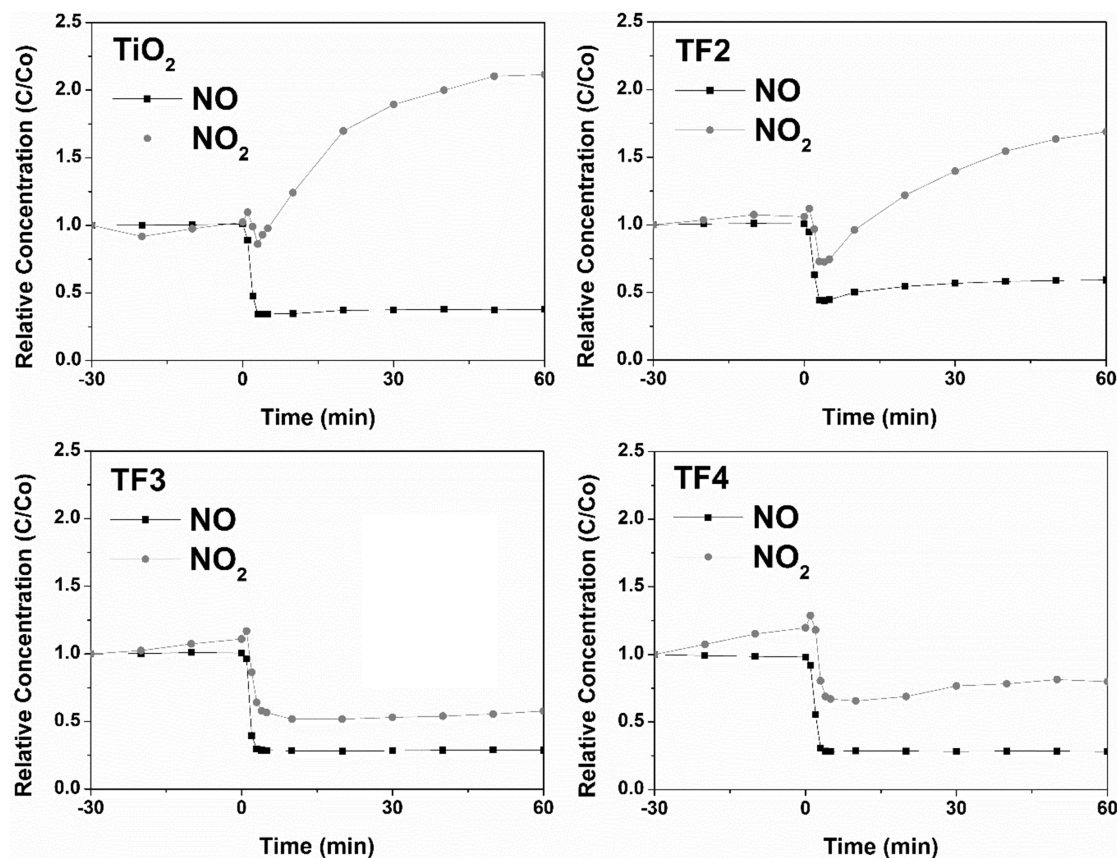 TiO2
NO
NO2
Relative Concentration (C/Co)
2.5
2.0
1.5
1.0
0.5
0.0
-30
0
30
60
Time (min)
TF2
NO
NO2
Relative Concentration (C/Co)
2.5
2.0
1.5
1.0
0.5
0.0
-30
0
30
60
Time (min)
TF3
NO
NO2
Relative Concentration (C/Co)
2.5
2.0
1.5
1.0
0.5
0.0
-30
0
30
60
Time (min)
TF4
NO
NO2
Relative Concentration (C/Co)
2.5
2.0
1.5
1.0
0.5
0.0
-30
0
30
60
Time (min)